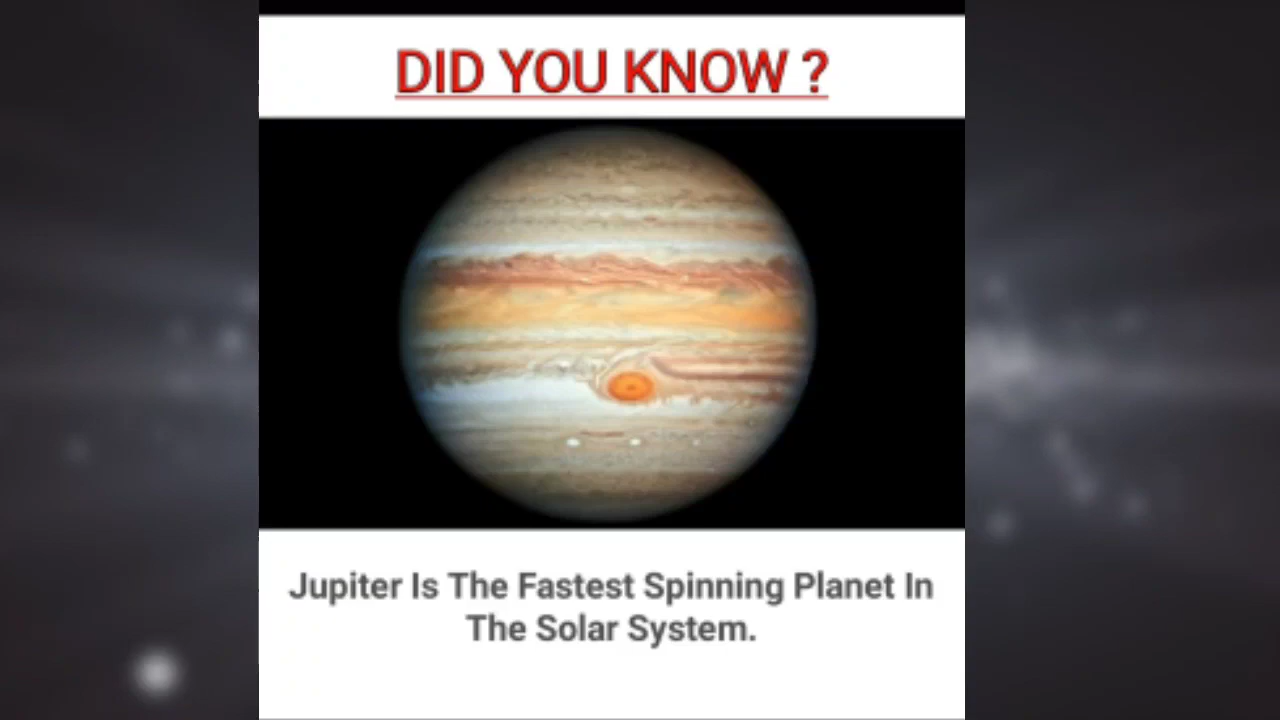 DID YOU KNOW ?
Jupiter Is The Fastest Spinning Planet In
The Solar System.